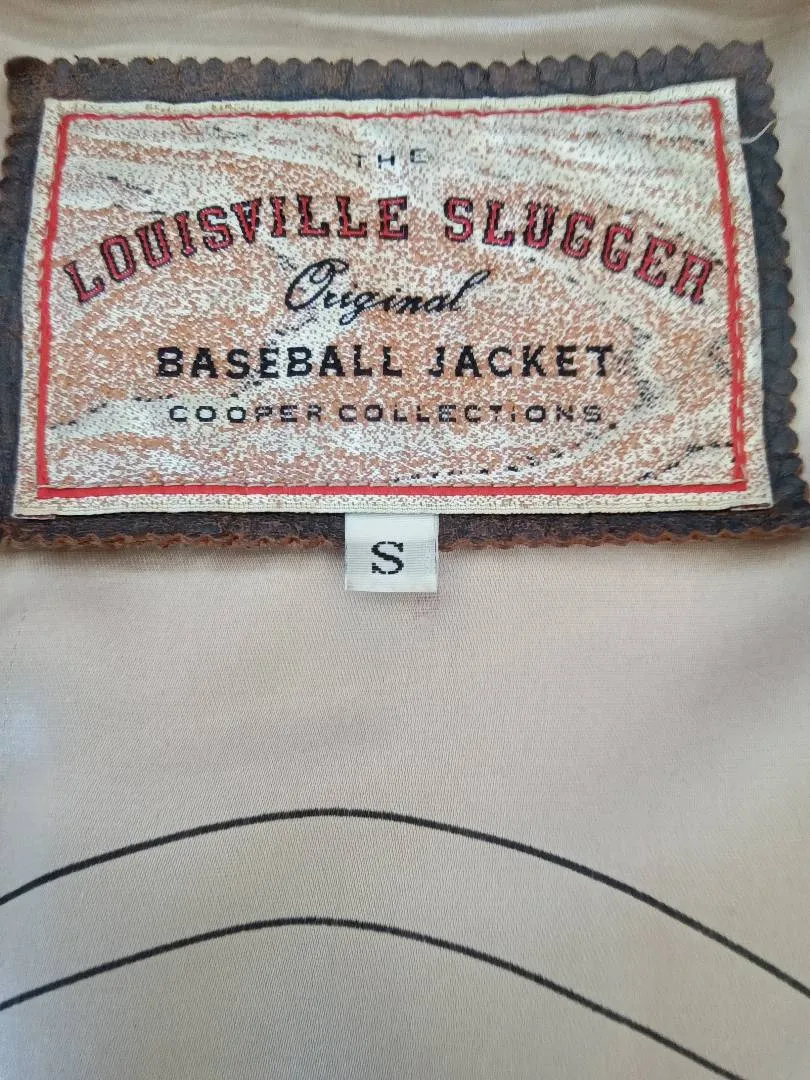 THE
LOUISVILLE SLUGGER
Original
BASEBALL JACKET
COOPER COLLECTIONS
S